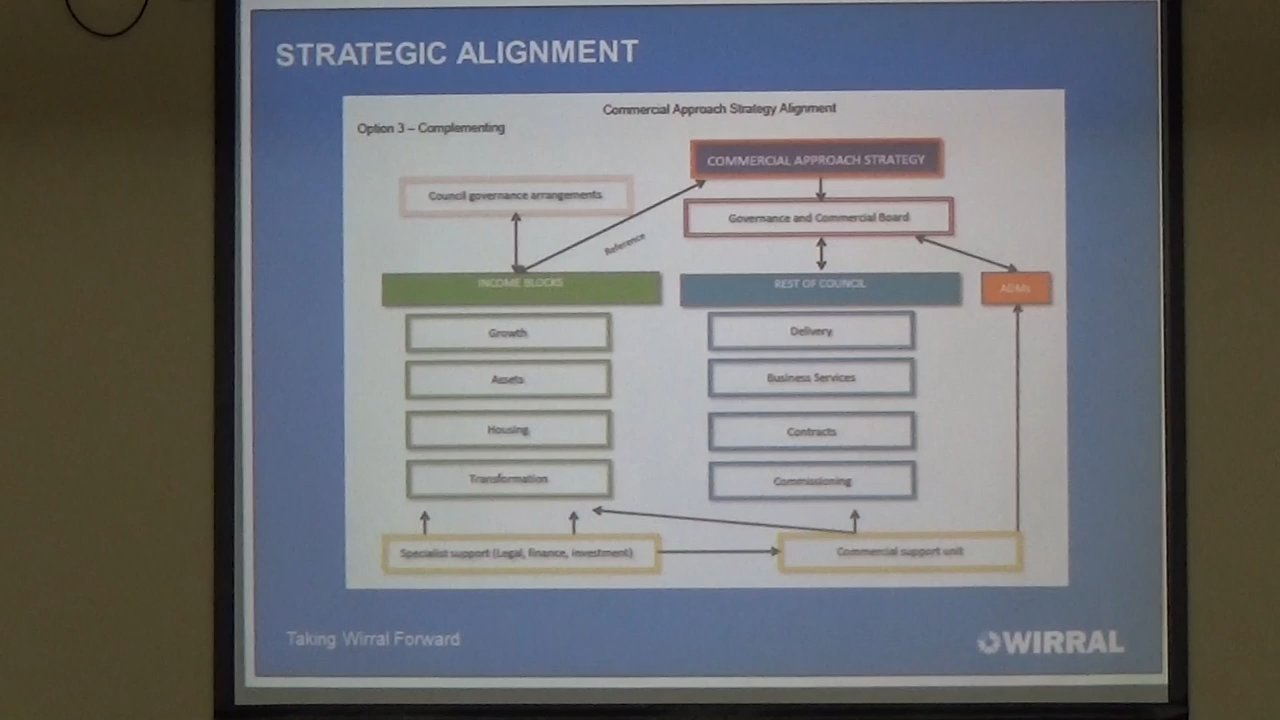 STRATEGIC ALIGNMENT
Commercial Approach Strategy Alignment
Option 3 – Complementing
COMMERCIAL APPROACH STRATEGY
Council governance arrangements
Governance and Commercial Board
Reference
INCOME BLOCKS
REST OF COUNCIL
ADMs
Growth
Delivery
Assets
Business Services
Housing
Contracts
Transformation
Commissioning
Specialist support (Legal, finance, investment)
Commercial support unit
Taking Wirral Forward
WIRRAL